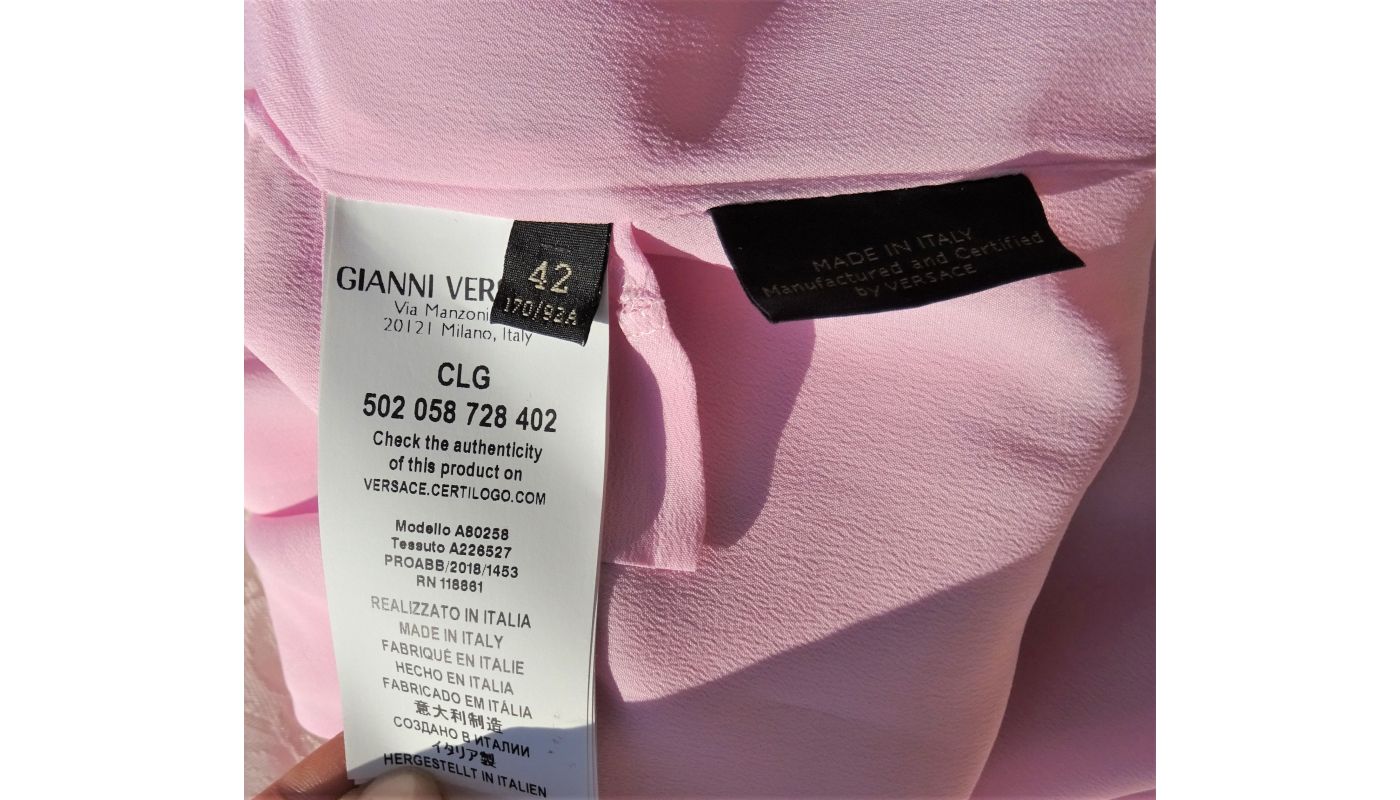 GIANNI VERS
Via Manzoni
20121 Milano, Italy
42
170/92A
CLG
502 058 728 402
Check the authenticity
of this product on
VERSACE.CERTILOGO.COM
Modello A80258
Tessuto A226527
PROABB/2018/1453
RN 118861
REALIZZATO IN ITALIA
MADE IN ITALY
FABRIQUÉ EN ITALIE
HECHO EN ITALIA
FABRICADO EM ITÁLIA
意大利制造
СОЗДАНО В ИТАЛИИ
イタリア製
HERGESTELLT IN ITALIEN
MADE IN ITALY
Manufactured and Certified
by VERSACE